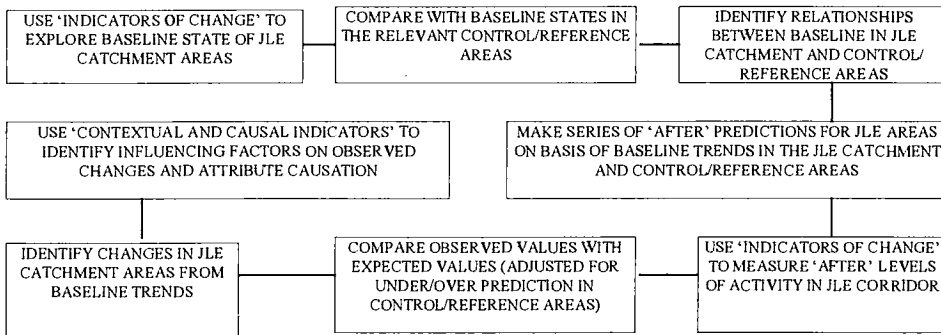 USE ‘INDICATORS OF CHANGE’ TO
EXPLORE BASELINE STATE OF JLE
CATCHMENT AREAS
COMPARE WITH BASELINE STATES IN
THE RELEVANT CONTROL/REFERENCE
AREAS
IDENTIFY RELATIONSHIPS
BETWEEN BASELINE IN JLE
CATCHMENT AND CONTROL/
REFERENCE AREAS
MAKE SERIES OF ‘AFTER’ PREDICTIONS FOR JLE AREAS
ON BASIS OF BASELINE TRENDS IN THE JLE CATCHMENT
AND CONTROL/REFERENCE AREAS
USE ‘INDICATORS OF CHANGE’
TO MEASURE ‘AFTER’ LEVELS
OF ACTIVITY IN JLE CORRIDOR
COMPARE OBSERVED VALUES WITH
EXPECTED VALUES (ADJUSTED FOR
UNDER/OVER PREDICTION IN
CONTROL/REFERENCE AREAS)
IDENTIFY CHANGES IN JLE
CATCHMENT AREAS FROM
BASELINE TRENDS
USE ‘CONTEXTUAL AND CAUSAL INDICATORS’ TO
IDENTIFY INFLUENCING FACTORS ON OBSERVED
CHANGES AND ATTRIBUTE CAUSATION